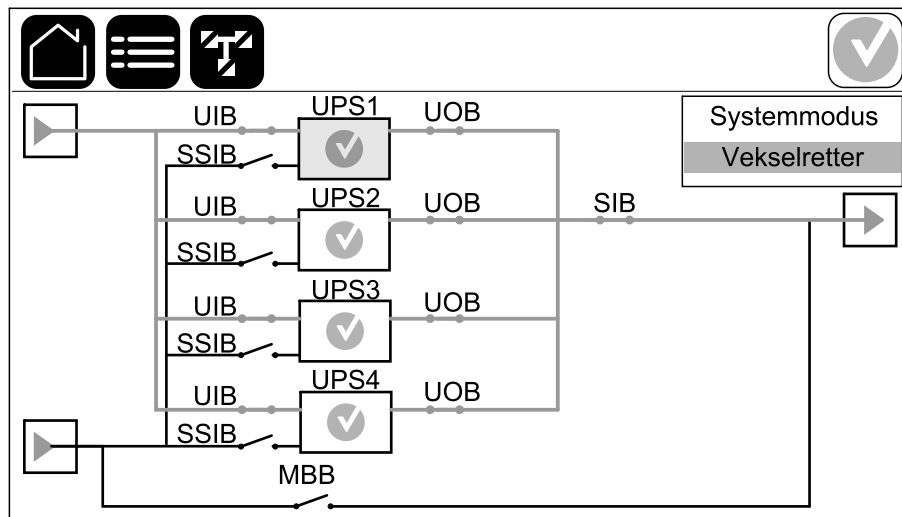 UIB UPS1 UOB Systemmodus
SSIB Vekselretter
UIB UPS2 UOB SIB
SSIB
UIB UPS3 UOB
SSIB
UIB UPS4 UOB
SSIB
MBB